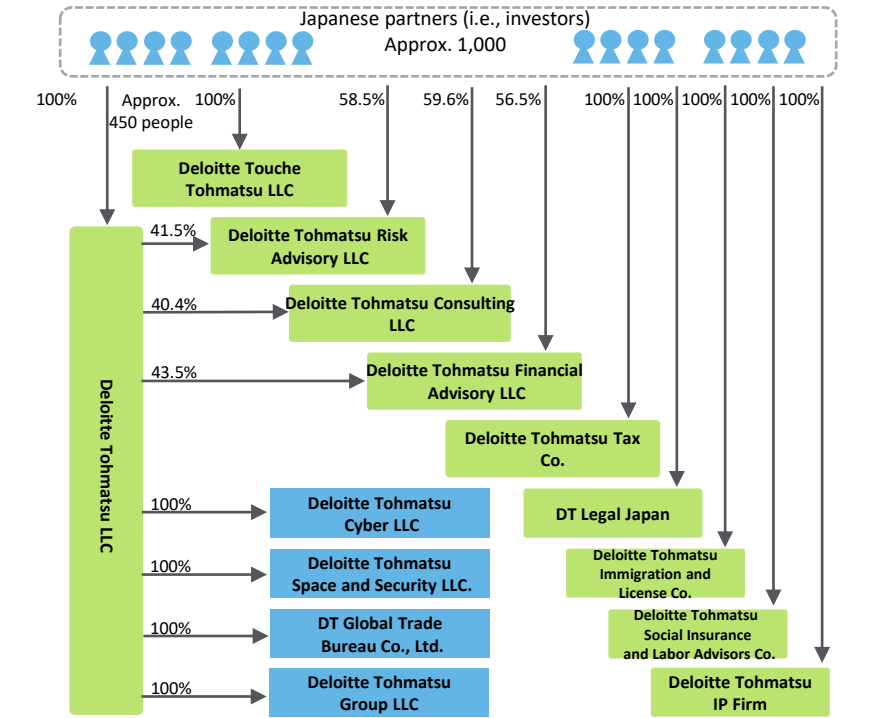 Japanese partners (i.e., investors)
Approx. 1,000
100%
Approx.
450 people
100%
58.5%
59.6%
56.5%
100%
100%
100%
100%
100%
Deloitte Touche
Tohmatsu LLC
41.5%
Deloitte Tohmatsu Risk
Advisory LLC
40.4%
Deloitte Tohmatsu Consulting
LLC
43.5%
Deloitte Tohmatsu Financial
Advisory LLC
Deloitte Tohmatsu LLC
Deloitte Tohmatsu Tax
Co.
100%
Deloitte Tohmatsu
Cyber LLC
DT Legal Japan
100%
Deloitte Tohmatsu
Space and Security LLC.
Deloitte Tohmatsu
Immigration and
License Co.
100%
DT Global Trade
Bureau Co., Ltd.
Deloitte Tohmatsu
Social Insurance
and Labor Advisors Co.
100%
Deloitte Tohmatsu
Group LLC
Deloitte Tohmatsu
IP Firm